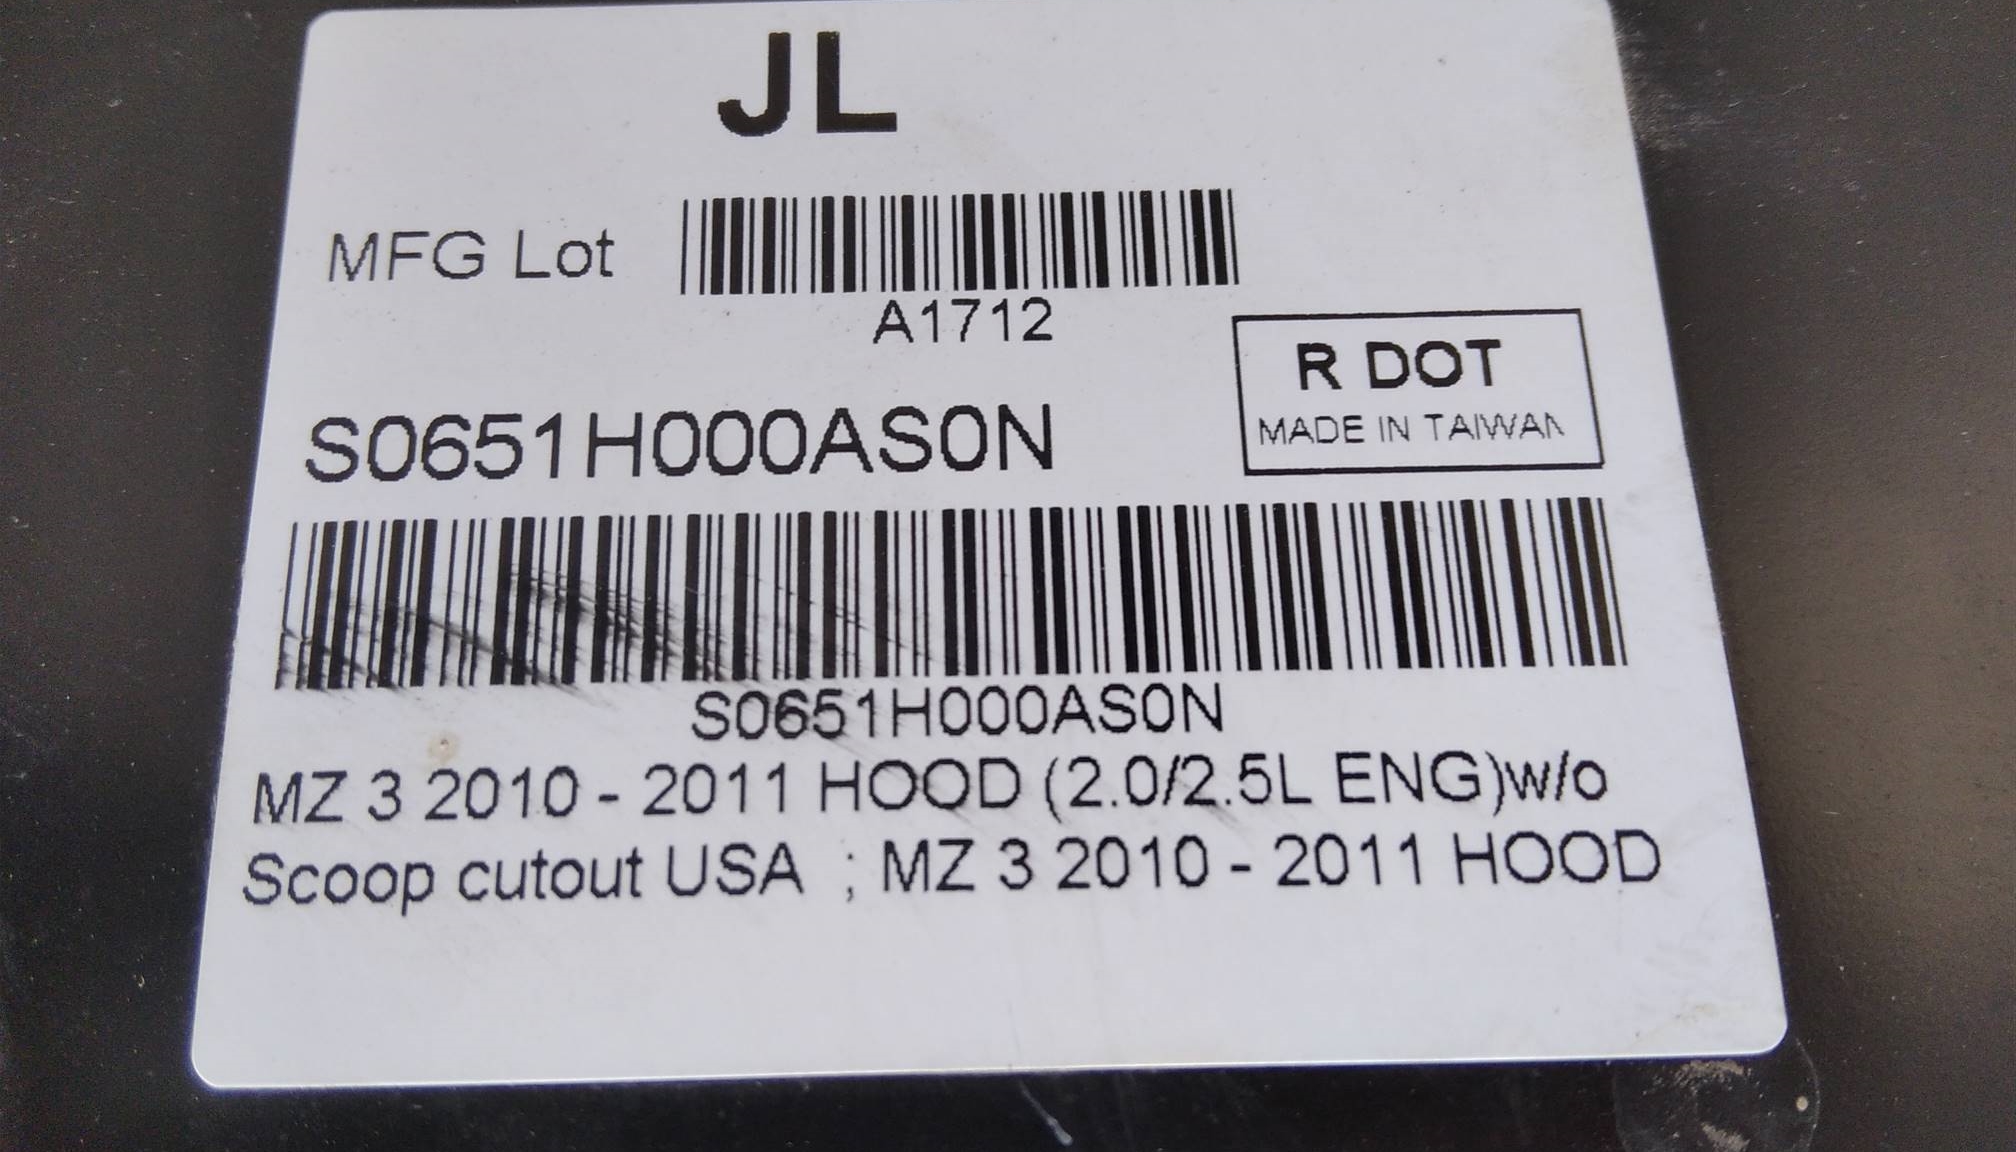 JL
MFG Lot
A1712
R DOT
MADE IN TAIWAN
S0651H000AS0N
S0651H000AS0N
MZ 3 2010 - 2011 HOOD (2.0/2.5L ENG)w/o
Scoop cutout USA ; MZ 3 2010 - 2011 HOOD